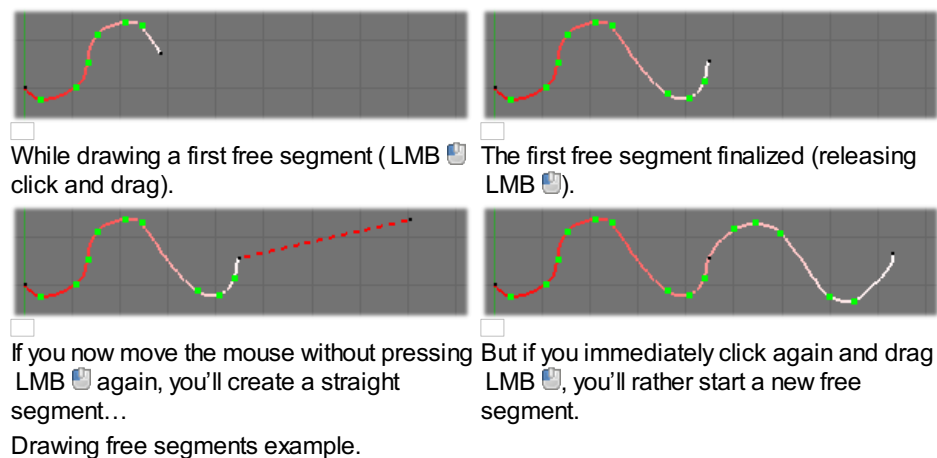 While drawing a first free segment ( LMB
click and drag).
The first free segment finalized (releasing
LMB ).
If you now move the mouse without pressing
LMB again, you'll create a straight
segment…
But if you immediately click again and drag
LMB , you'll rather start a new free
segment.
Drawing free segments example.